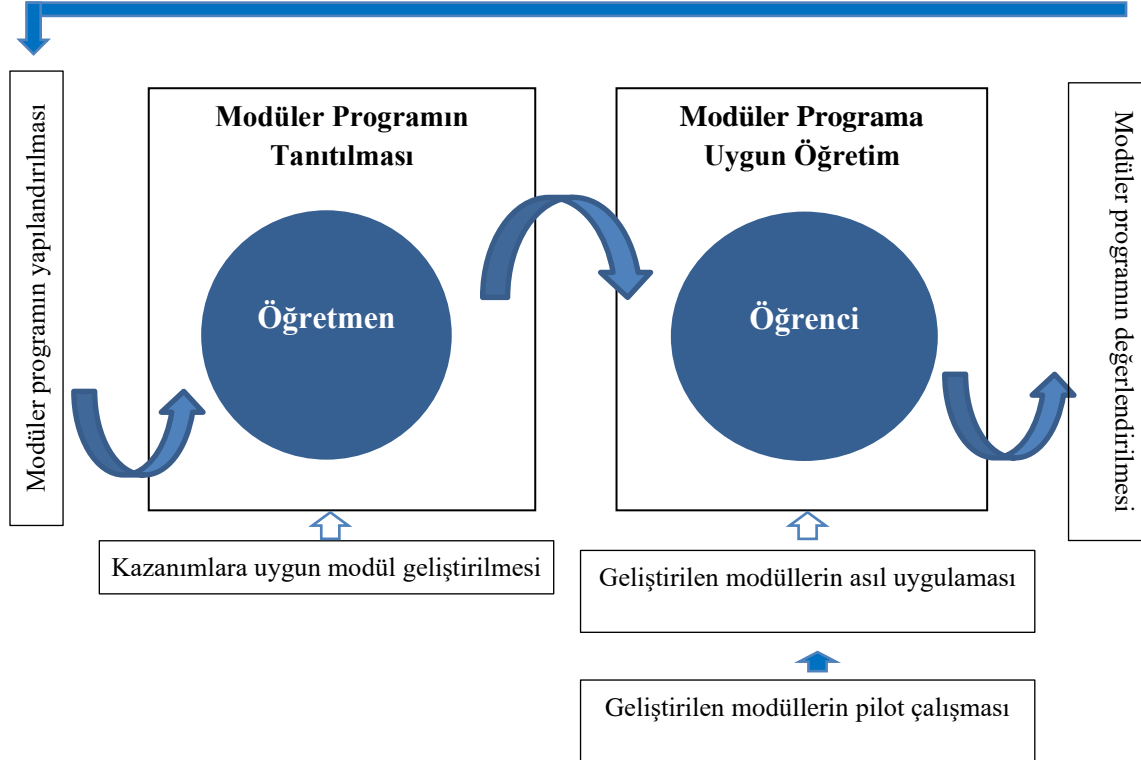 Modüler programın yapılandırılması
Modüler Programın
Tanıtılması
Öğretmen
Modüler Programa
Uygun Öğretim
Öğrenci
Modüler programın değerlendirilmesi
Kazanımlara uygun modül geliştirilmesi
Geliştirilen modüllerin asıl uygulaması
Geliştirilen modüllerin pilot çalışması